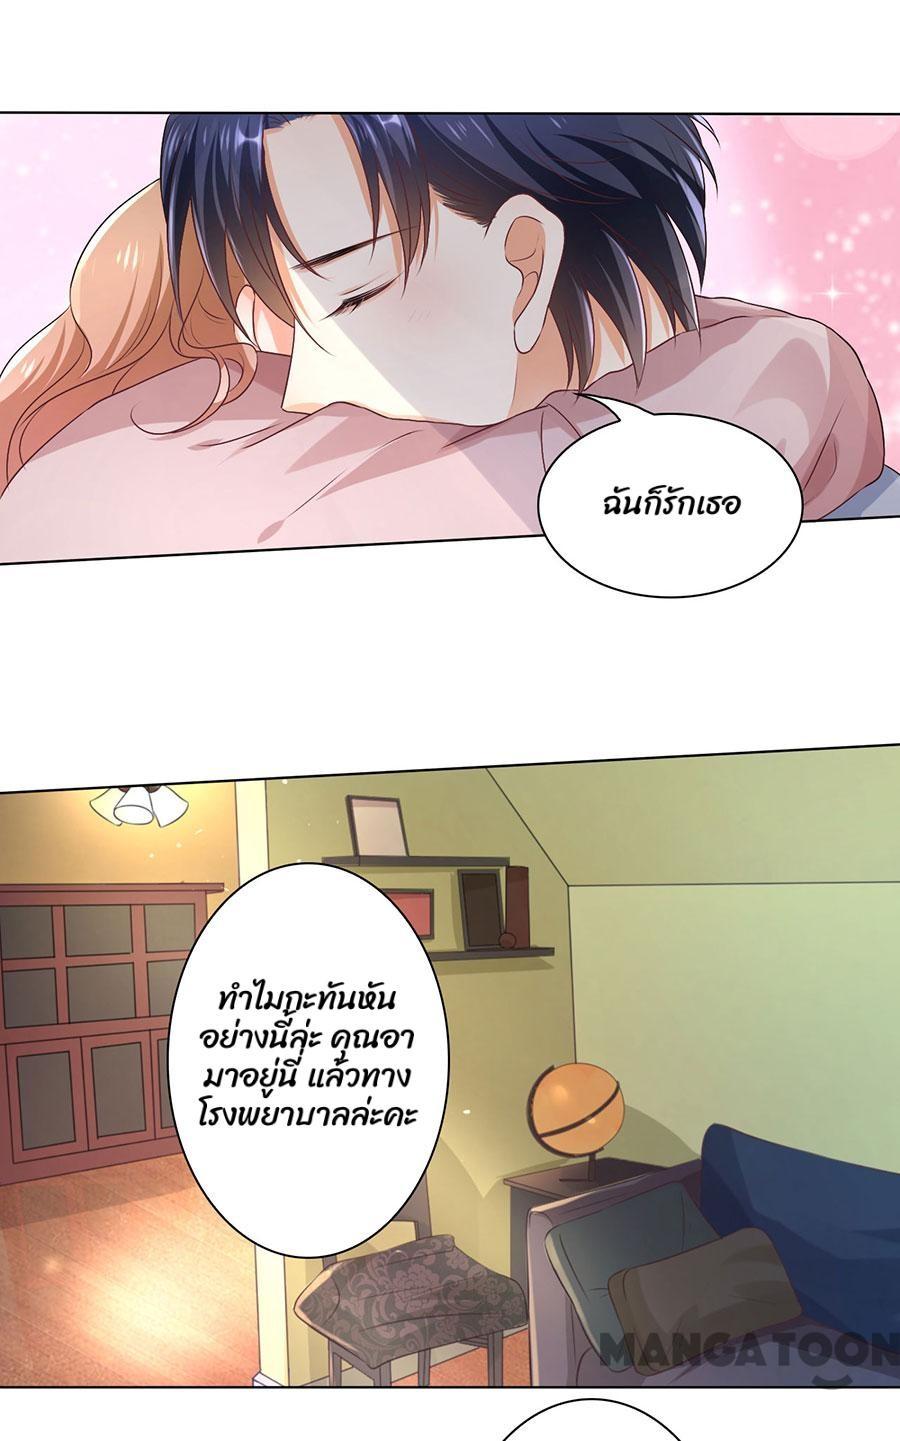 ฉันก็รักเธอ
ทำไมกะทันหัน
อย่างนี้ล่ะ คุณอา
มาอยู่นี่ แล้วทาง
โรงพยาบาลล่ะคะ
MANGATOON